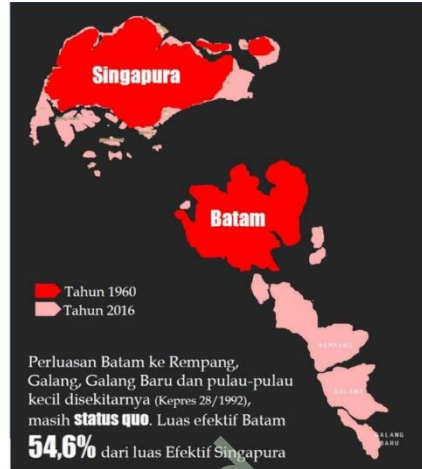 Singapura
Batam
Tahun 1960
Tahun 2016
REMPANG
GALANG
GALANG
BARU
Perluasan Batam ke Rempang,
Galang, Galang Baru dan pulau-pulau
kecil disekitarnya (Kepres 28/1992),
masih status quo. Luas efektif Batam
54,6% dari luas Efektif Singapura